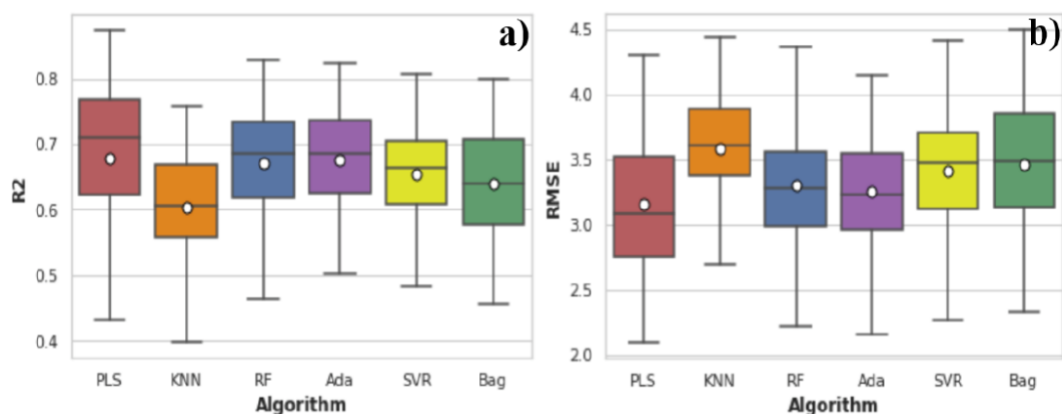 a)
R2
0.8
0.7
0.6
0.5
0.4
PLS KNN RF Ada SVR Bag
Algorithm
b)
RMSE
4.5
4.0
3.5
3.0
2.5
2.0
PLS KNN RF Ada SVR Bag
Algorithm